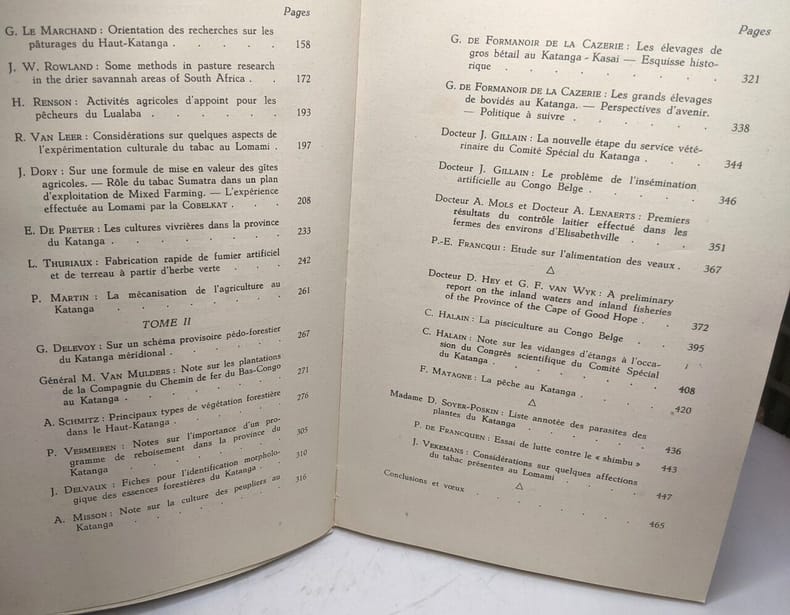 Pages
G. Le Marchand : Orientation des recherches sur les
pâturages du Haut-Katanga . . . . . 158
J. W. Rowland : Some methods in pasture research
in the drier savannah areas of South Africa . . 172
H. Renson : Activités agricoles d'appoint pour les
pêcheurs du Lualaba . . . . . . 193
R. Van Leer : Considérations sur quelques aspects de
l'expérimentation culturale du tabac au Lomami . 197
J. Dory : Sur une formule de mise en valeur des gîtes
agricoles. — Rôle du tabac Sumatra dans un plan
d'exploitation de Mixed Farming. — L'expérience
effectuée au Lomami par la Cobelkat . . . 208
E. De Preter : Les cultures vivrières dans la province
du Katanga . . . . . . . . 233
L. Thuriaux : Fabrication rapide de fumier artificiel
et de terreau à partir d'herbe verte . . . 242
P. Martin : La mécanisation de l'agriculture au
Katanga . . . . . . . . 261
TOME II
G. Delevoy : Sur un schéma provisoire pédo-forestier
du Katanga méridional . . . . . . 267
Général M. Van Mulders : Note sur les plantations
de la Compagnie du Chemin de fer du Bas-Congo
au Katanga . . . . . . . . 271
A. Schmitz : Principaux types de végétation forestière
dans le Haut-Katanga . . . . . . 276
P. Vermeiren : Notes sur l'importance d'un pro-
gramme de reboisement dans la province du
Katanga . . . . . . . . 305
J. Delvaux : Fiches pour l'identification morpholo-
gique des essences forestières du Katanga . . 310
A. Misson : Note sur la culture des peupliers au
Katanga . . . . . . . . 316
Pages
G. de Formanoir de la Cazerie : Les élevages de
gros bétail au Katanga - Kasai — Esquisse histo-
rique . . . . . . . . 321
G. de Formanoir de la Cazerie : Les grands élevages
de bovidés au Katanga. — Perspectives d'avenir.
— Politique à suivre . . . . . . 338
Docteur J. Gillain : La nouvelle étape du service vété-
rinaire du Comité Spécial du Katanga . . . 344
Docteur J. Gillain : Le problème de l'insémination
artificielle au Congo Belge . . . . . 346
Docteur A. Mols et Docteur A. Lenaerts : Premiers
résultats du contrôle laitier effectué dans les
fermes des environs d'Elisabethville . . . 351
P.-E. Francqui : Etude sur l'alimentation des veaux . 367
△
Docteur D. Hey et G. F. van Wyk : A preliminary
report on the inland waters and inland fisheries
of the Province of the Cape of Good Hope . . 372
C. Halain : La pisciculture au Congo Belge . . 395
C. Halain : Note sur les vidanges d'étangs à l'occa-
sion du Congrès scientifique du Comité Spécial
du Katanga . . . . . . . 408
F. Matagne : La pêche au Katanga . . . . 420
△
Madame D. Soyer-Poskin : Liste annotée des parasites des
plantes du Katanga . . . . . . 436
P. de Francquen : Essai de lutte contre le « shimbu » 443
J. Vekemans : Considérations sur quelques affections
du tabac présentes au Lomami . . . . 447
△
Conclusions et vœux . . . . . . . 465